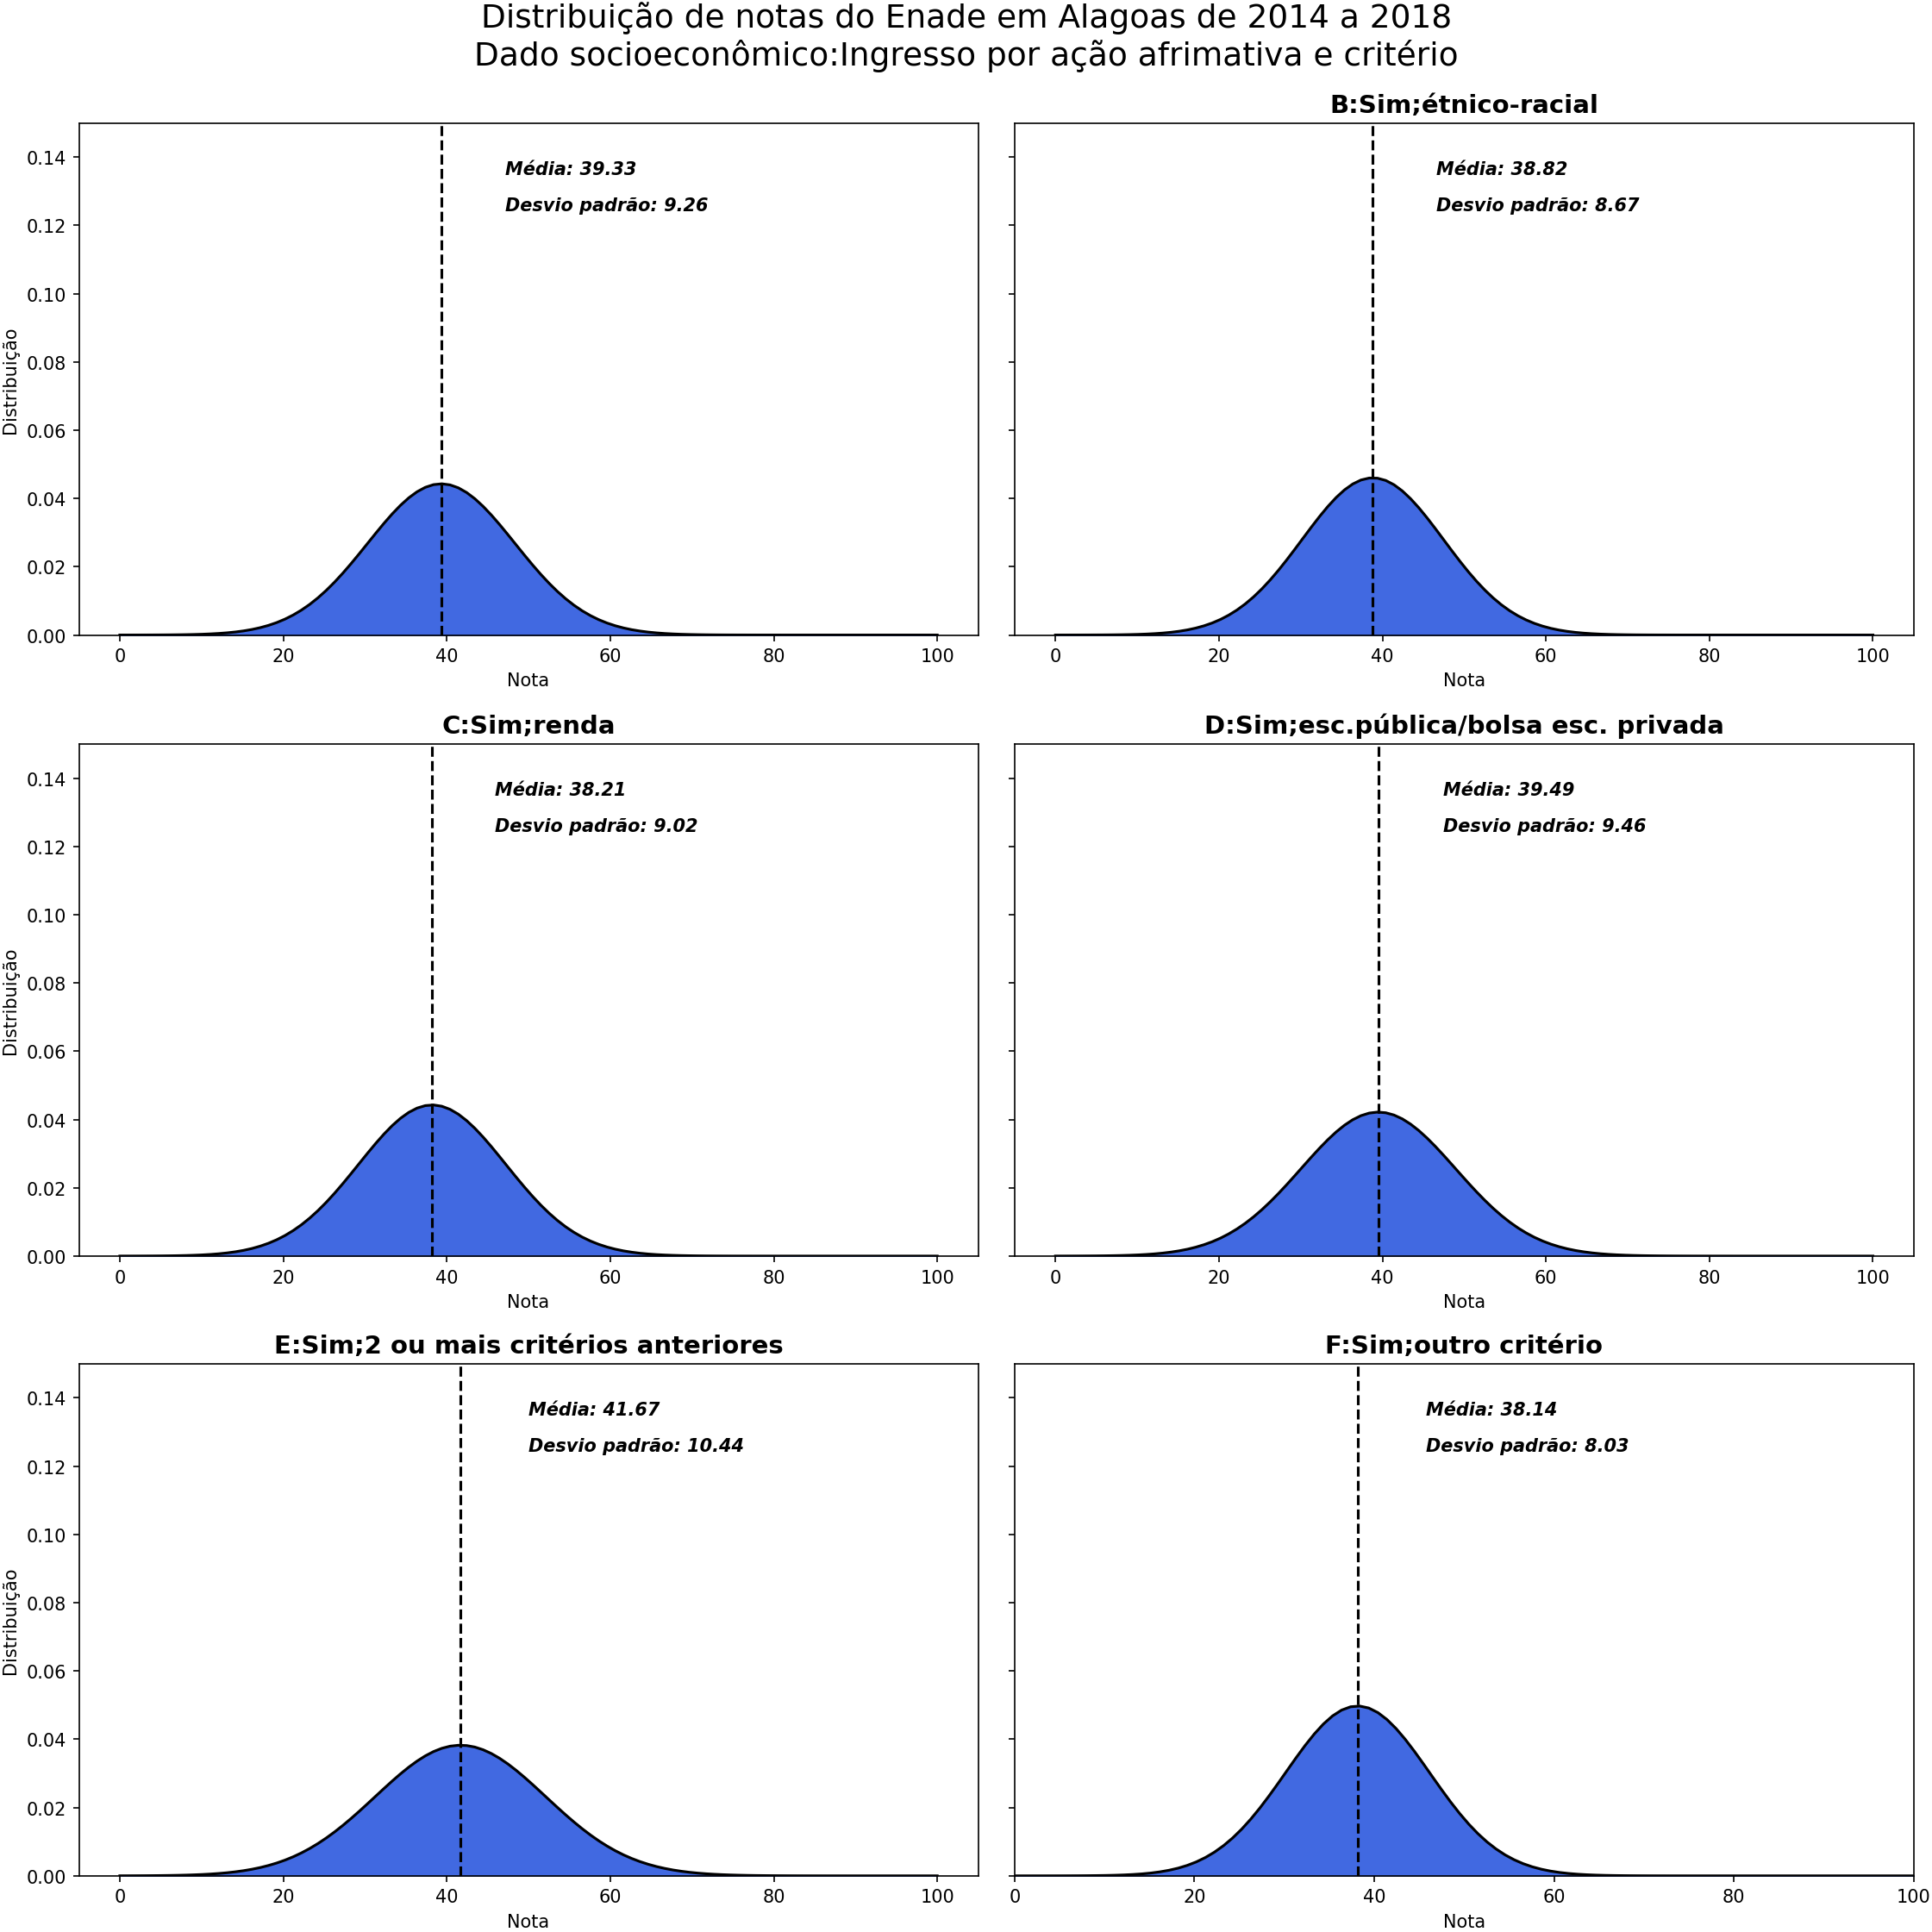 Distribuição de notas do Enade em Alagoas de 2014 a 2018
Dado socioeconômico:Ingresso por ação afrimativa e critério
Média: 39.33
Desvio padrão: 9.26
Distribuição
0.14
0.12
0.10
0.08
0.06
0.04
0.02
0.00
0 20 40 60 80 100
Nota
B:Sim;étnico-racial
Média: 38.82
Desvio padrão: 8.67
0 20 40 60 80 100
Nota
C:Sim;renda
Média: 38.21
Desvio padrão: 9.02
Distribuição
0.14
0.12
0.10
0.08
0.06
0.04
0.02
0.00
0 20 40 60 80 100
Nota
D:Sim;esc.pública/bolsa esc. privada
Média: 39.49
Desvio padrão: 9.46
0 20 40 60 80 100
Nota
E:Sim;2 ou mais critérios anteriores
Média: 41.67
Desvio padrão: 10.44
Distribuição
0.14
0.12
0.10
0.08
0.06
0.04
0.02
0.00
0 20 40 60 80 100
Nota
F:Sim;outro critério
Média: 38.14
Desvio padrão: 8.03
0 20 40 60 80 100
Nota